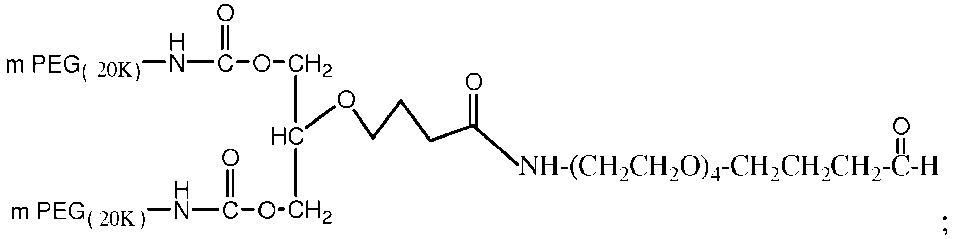 O
H
m PEG( 20K)—N—C—O—CH2
O
O
HC
NH-(CH2CH2O)4-CH2CH2CH2-C-H
O
O
H
m PEG(20K)—N—C—O-CH2
;